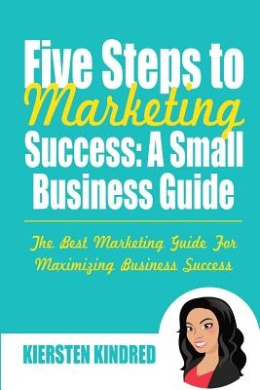 Five Steps to
Marketing
Success: A Small
Business Guide
The Best Marketing Guide For
Maximizing Business Success
KIERSTEN KINDRED